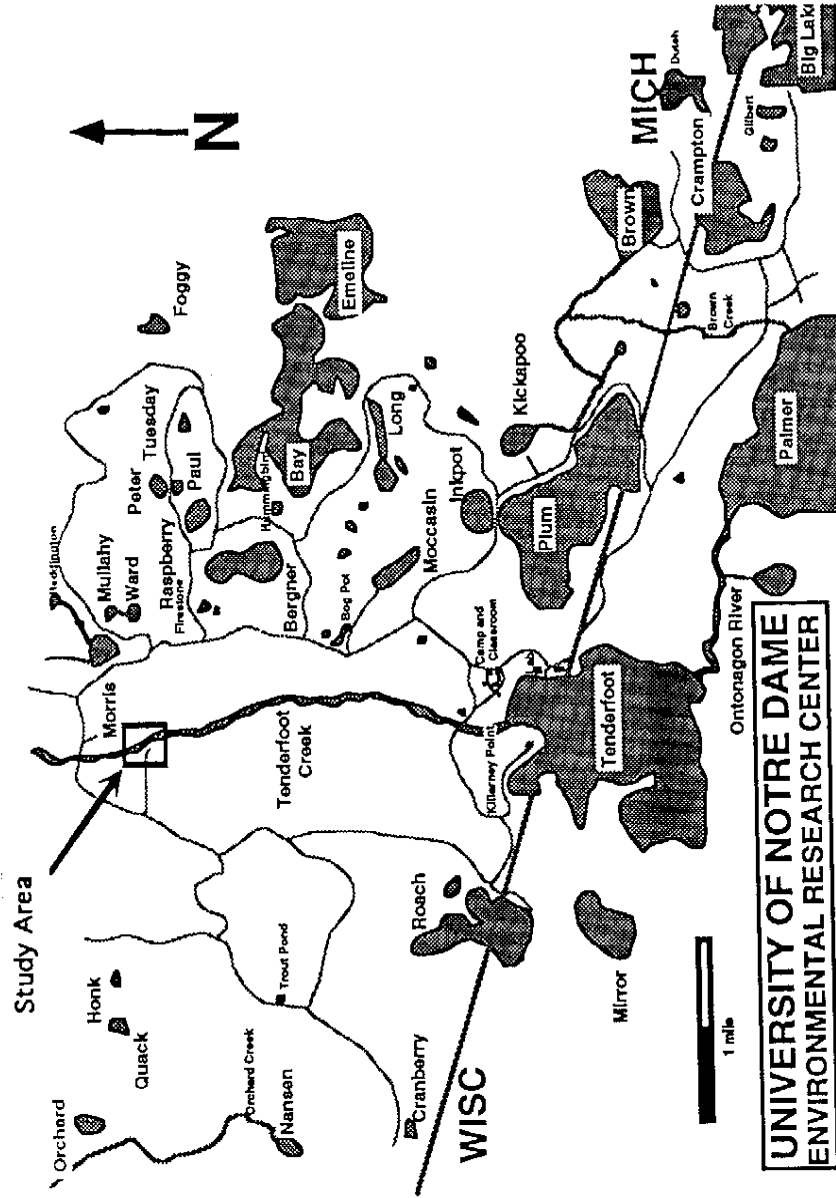 Study Area
Orchard
Honk
Quack
Orchard Creek
Nansen
Trout Pond
Cranberry
WISC
Roach
Mirror
Morris
Tenderfoot
Creek
Killarney Point
Camp and
Classroom
Tenderfoot
Mullahy
Ward
Raspberry
Firestone
Bergner
Bog Pot
Moccasin
Peter
Paul
Tuesday
Hummingbird
Bay
Long
Foggy
Emeline
N
Inkpot
Plum
Kickapoo
Brown
MICH
Dutch
Crampton
Gilbert
Big Lak
Brown
Creek
Palmer
Ontonagon River
1 mile
UNIVERSITY OF NOTRE DAME
ENVIRONMENTAL RESEARCH CENTER